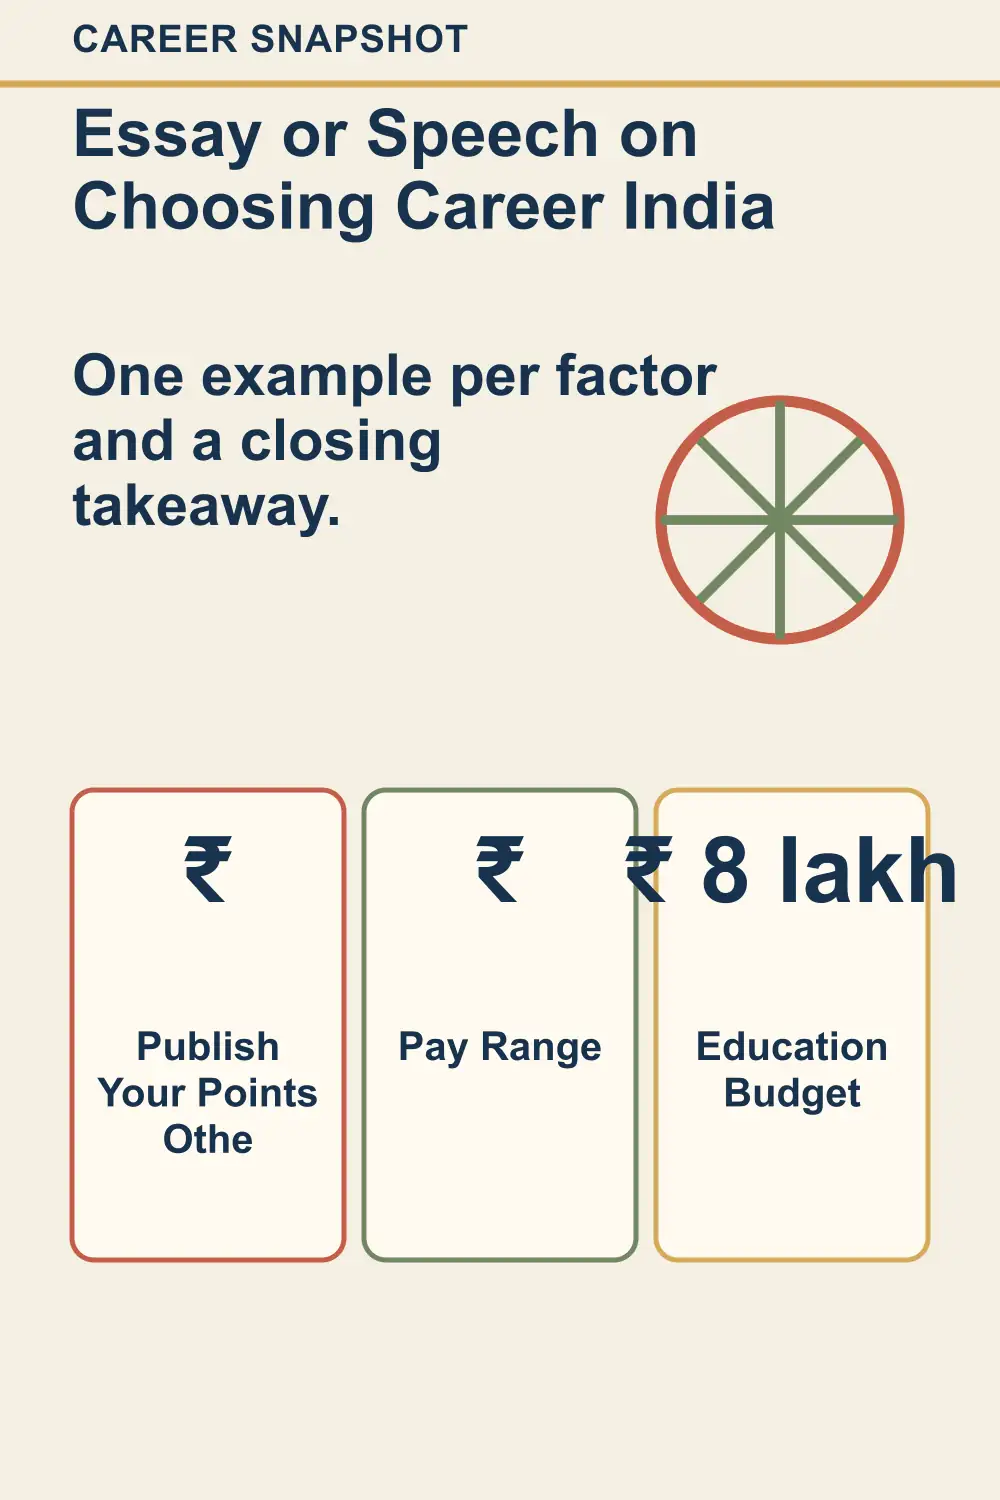 CAREER SNAPSHOT
Essay or Speech on
Choosing Career India
One example per factor
and a closing
takeaway.
₹
Publish
Your Points
Othe
₹
Pay Range
₹ 8 lakh
Education
Budget